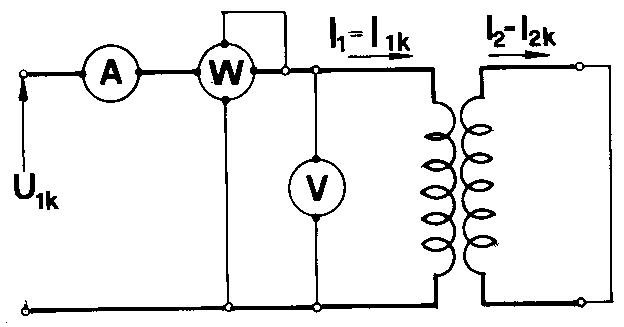 I₁ = I₁k
I₂-I₂k
A
W
V
U₁k